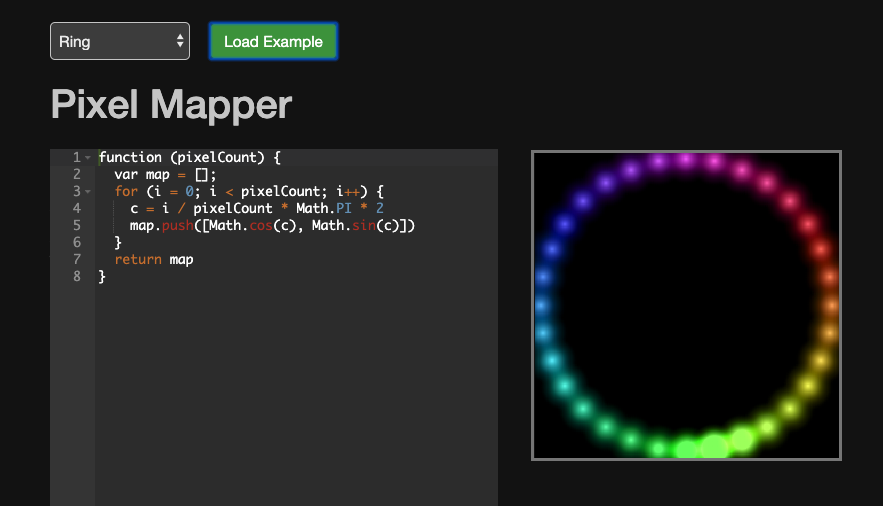 Ring
Load Example
Pixel Mapper
1 function (pixelCount) {
2 var map = [];
3 for (i = 0; i < pixelCount; i++) {
4 c = i / pixelCount * Math.PI * 2
5 map.push([Math.cos(c), Math.sin(c)])
6 }
7 return map
8 }